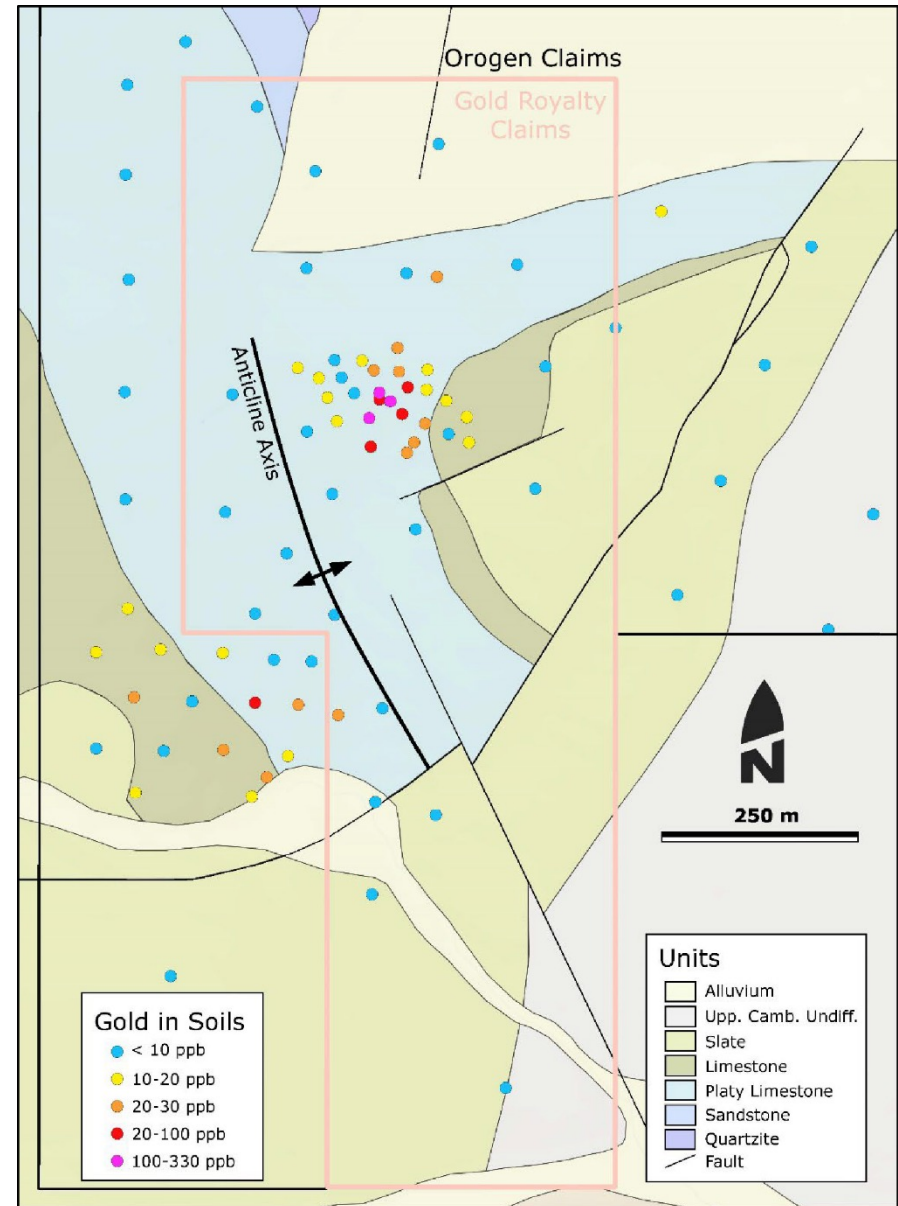 Orogen Claims
Gold Royalty
Claims
Anticline Axis
N
250 m
Gold in Soils
< 10 ppb
10-20 ppb
20-30 ppb
20-100 ppb
100-330 ppb
Units
Alluvium
Upp. Camb. Undiff.
Slate
Limestone
Platy Limestone
Sandstone
Quartzite
Fault